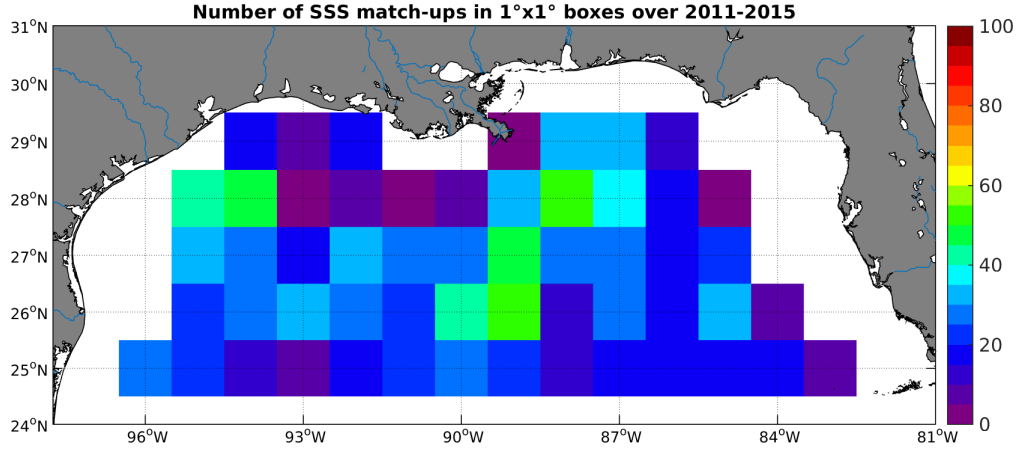 Number of SSS match-ups in 1°x1° boxes over 2011-2015
31°N
30°N
29°N
28°N
27°N
26°N
25°N
24°N
96°W
93°W
90°W
87°W
84°W
81°W
100
80
60
40
20
0